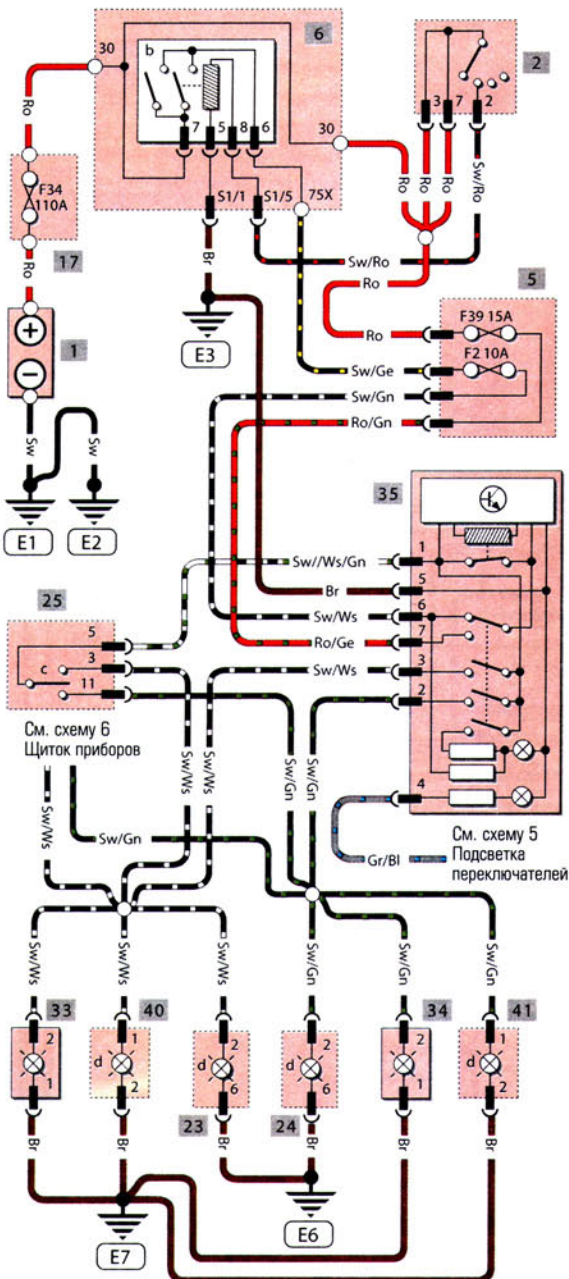 6
30
b
2
Ro
3 7 2
7 5 8 6
30
F34
110A
S1/1 S1/5 75X
Ro Ro Ro Sw/Ro
17
Br
Sw/Ro
Ro
Ro
5
1
E3
Ro
F39 15A
F2 10A
Sw/Ge
Sw/Gn
Ro/Gn
Sw Sw
E1 E2
35
1
Sw//Ws/Gn
Br
5
25
Sw/Ws
6
5
Ro/Ge
7
c 3
Sw/Ws
3
11
2
См. схему 6
Щиток приборов
Sw/Ws Sw/Ws Sw/Gn Sw/Gn
Sw/Ws
Sw/Gn
4
Gr/Bl
См. схему 5
Подсветка
переключателей
Sw/Ws Sw/Ws Sw/Ws Sw/Gn Sw/Gn Sw/Gn
33 40 34 41
2 1 2 2 2 1
d d d d
1 2 6 6 1 2
23 24
Br Br Br Br Br Br
E7 E6